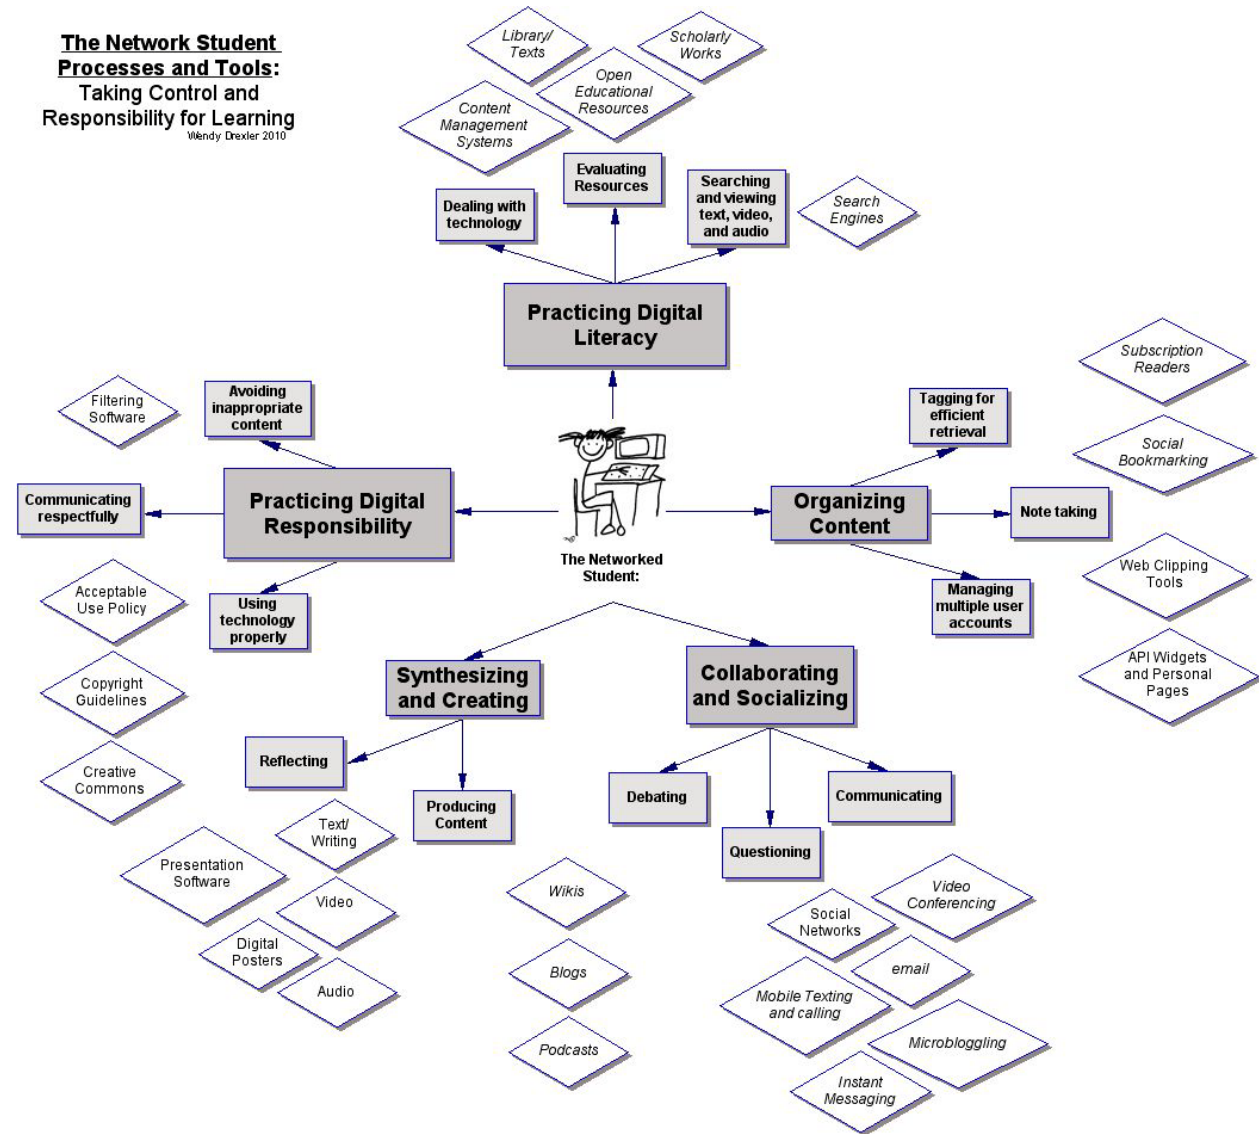 The Network Student
Processes and Tools:
Taking Control and
Responsibility for Learning
Wendy Drexler 2010
Library/
Texts
Scholarly
Works
Open
Educational
Resources
Content
Management
Systems
Dealing with
technology
Evaluating
Resources
Searching
and viewing
text, video,
and audio
Search
Engines
Practicing Digital
Literacy
Filtering
Software
Avoiding
inappropriate
content
Communicating
respectfully
Practicing Digital
Responsibility
Acceptable
Use Policy
Using
technology
properly
Copyright
Guidelines
Creative
Commons
The Networked
Student:
Subscription
Readers
Tagging for
efficient
retrieval
Social
Bookmarking
Organizing
Content
Note taking
Web Clipping
Tools
Managing
multiple user
accounts
API Widgets
and Personal
Pages
Synthesizing
and Creating
Reflecting
Producing
Content
Text/
Writing
Presentation
Software
Video
Digital
Posters
Audio
Collaborating
and Socializing
Debating
Questioning
Communicating
Wikis
Blogs
Podcasts
Video
Conferencing
Social
Networks
email
Mobile Texting
and calling
Microbloggling
Instant
Messaging